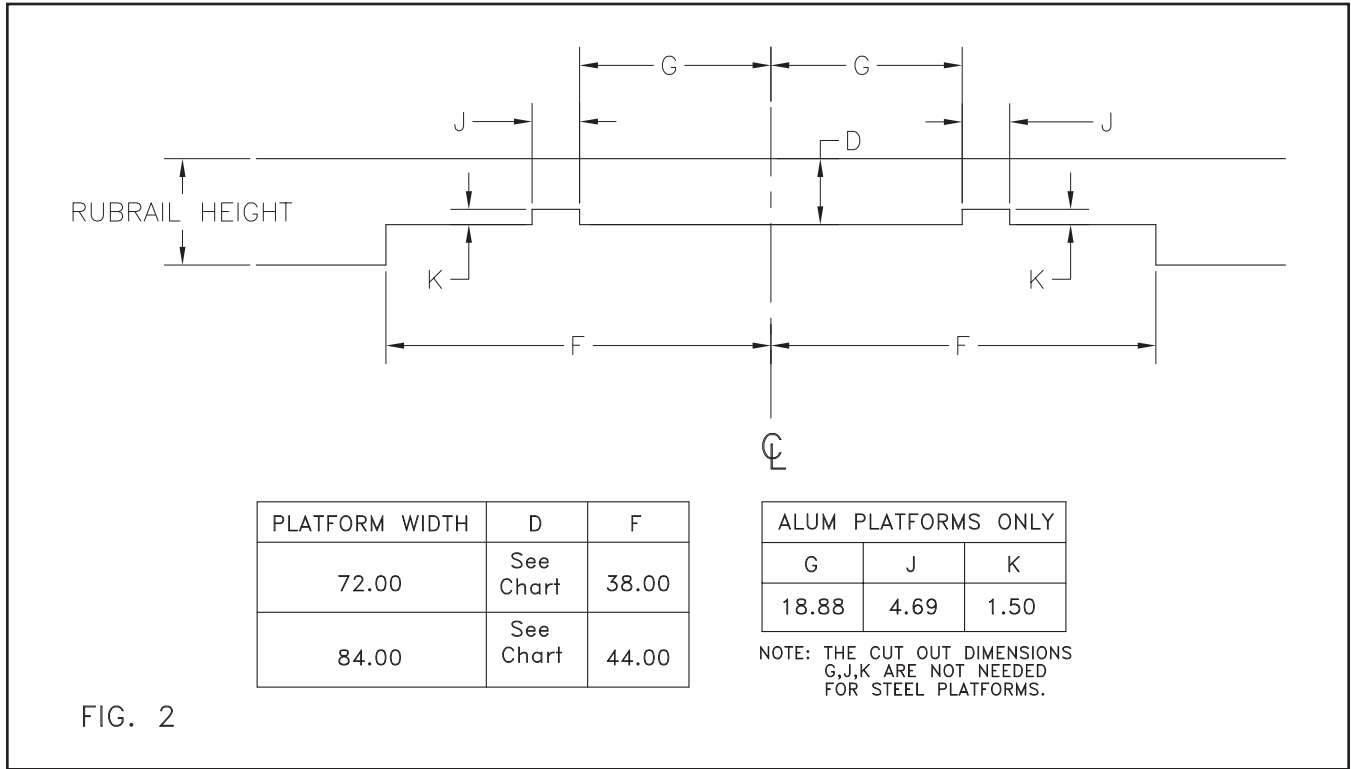 G G
J J
D
RUBRAIL HEIGHT
K K
F F
CL
PLATFORM WIDTH D F
72.00 See Chart 38.00
84.00 See Chart 44.00
ALUM PLATFORMS ONLY
G J K
18.88 4.69 1.50
NOTE: THE CUT OUT DIMENSIONS
G,J,K ARE NOT NEEDED
FOR STEEL PLATFORMS.
FIG. 2